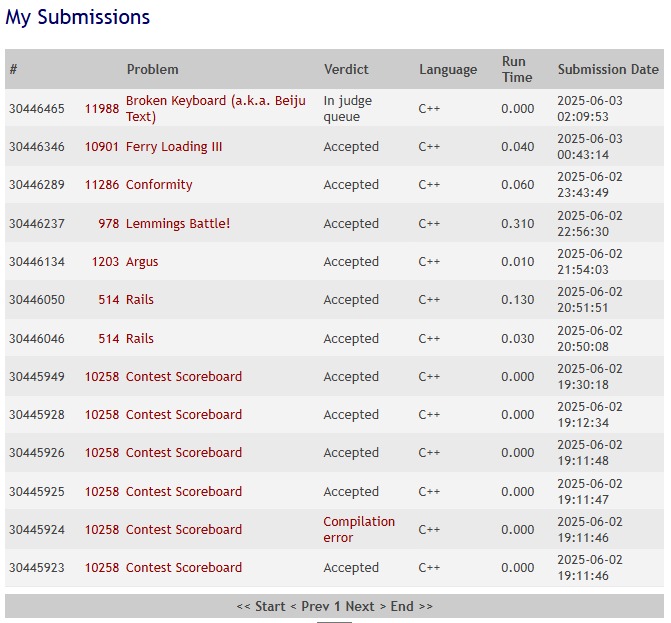 My Submissions
# Problem Verdict Language Run Time Submission Date
30446465 11988 Broken Keyboard (a.k.a. Beiju Text) In judge queue C++ 0.000 2025-06-03 02:09:53
30446346 10901 Ferry Loading III Accepted C++ 0.040 2025-06-03 00:43:14
30446289 11286 Conformity Accepted C++ 0.060 2025-06-02 23:43:49
30446237 978 Lemmings Battle! Accepted C++ 0.310 2025-06-02 22:56:30
30446134 1203 Argus Accepted C++ 0.010 2025-06-02 21:54:03
30446050 514 Rails Accepted C++ 0.130 2025-06-02 20:51:51
30446046 514 Rails Accepted C++ 0.030 2025-06-02 20:50:08
30445949 10258 Contest Scoreboard Accepted C++ 0.000 2025-06-02 19:30:18
30445928 10258 Contest Scoreboard Accepted C++ 0.000 2025-06-02 19:12:34
30445926 10258 Contest Scoreboard Accepted C++ 0.000 2025-06-02 19:11:48
30445925 10258 Contest Scoreboard Accepted C++ 0.000 2025-06-02 19:11:47
30445924 10258 Contest Scoreboard Compilation error C++ 0.000 2025-06-02 19:11:46
30445923 10258 Contest Scoreboard Accepted C++ 0.000 2025-06-02 19:11:46
<< Start < Prev 1 Next > End >>